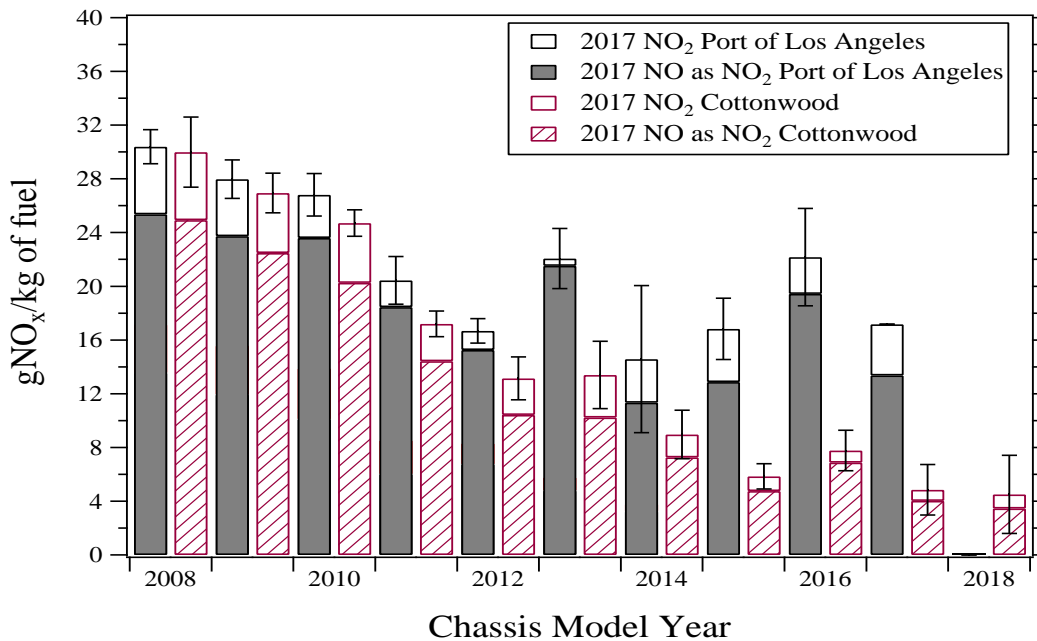 40
36
32
28
24
20
16
12
8
4
0
gNOₓ/kg of fuel
2017 NO₂ Port of Los Angeles
2017 NO as NO₂ Port of Los Angeles
2017 NO₂ Cottonwood
2017 NO as NO₂ Cottonwood
2008 2010 2012 2014 2016 2018
Chassis Model Year